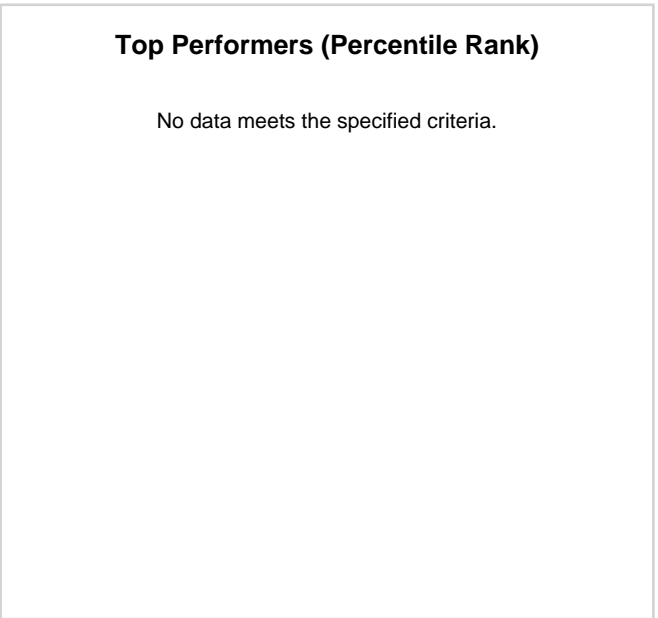 Top Performers (Percentile Rank)
No data meets the specified criteria.